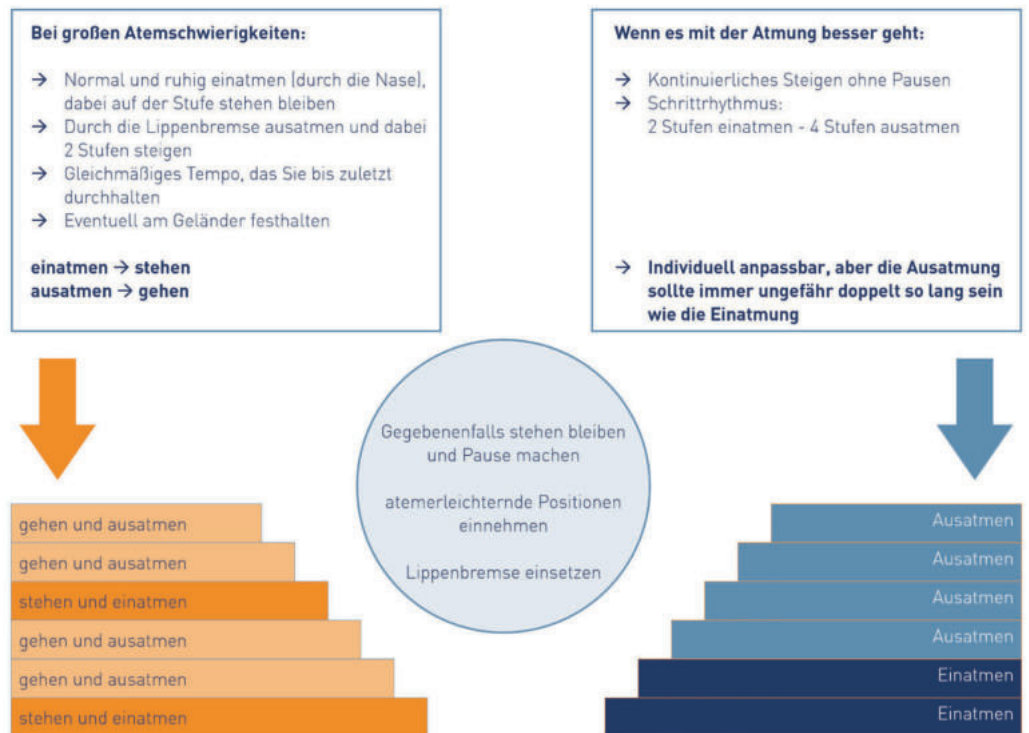 Bei großen Atemschwierigkeiten:
→ Normal und ruhig einatmen (durch die Nase),
dabei auf der Stufe stehen bleiben
→ Durch die Lippenbremse ausatmen und dabei
2 Stufen steigen
→ Gleichmäßiges Tempo, das Sie bis zuletzt
durchhalten
→ Eventuell am Geländer festhalten
einatmen → stehen
ausatmen → gehen
Wenn es mit der Atmung besser geht:
→ Kontinuierliches Steigen ohne Pausen
→ Schrittrhythmus:
2 Stufen einatmen - 4 Stufen ausatmen
→ Individuell anpassbar, aber die Ausatmung
sollte immer ungefähr doppelt so lang sein
wie die Einatmung
Gegebenenfalls stehen bleiben
und Pause machen
atemerleichternde Positionen
einnehmen
Lippenbremse einsetzen
gehen und ausatmen
gehen und ausatmen
stehen und einatmen
gehen und ausatmen
gehen und ausatmen
stehen und einatmen
Ausatmen
Ausatmen
Ausatmen
Ausatmen
Einatmen
Einatmen